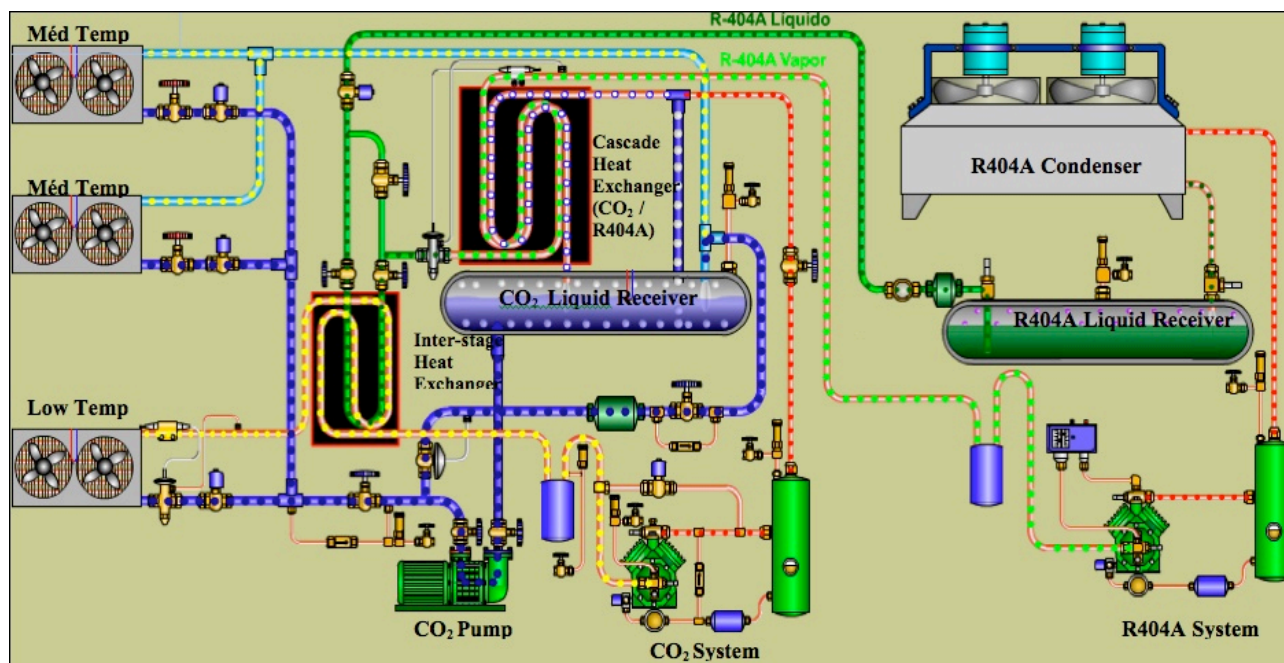 R-404A Líquido
Méd Temp
R-404A Vapor
Cascade
Heat
Exchanger
(CO₂ /
R404A)
R404A Condenser
Méd Temp
CO₂ Liquid Receiver
R404A Liquid Receiver
Inter-stage
Heat
Exchanger
Low Temp
CO₂ Pump
CO₂ System
R404A System